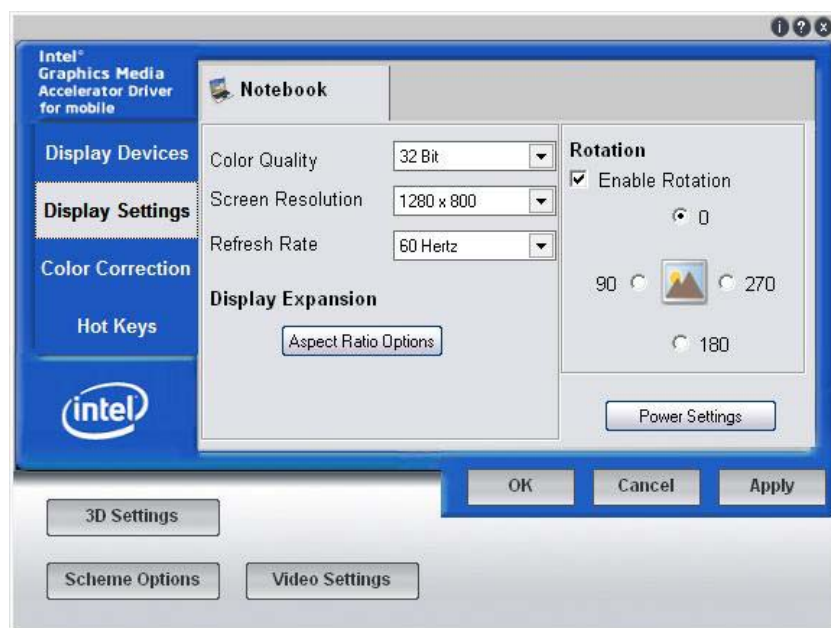 Intel®
Graphics Media
Accelerator Driver
for mobile
Notebook
Display Devices
Display Settings
Color Correction
Hot Keys
intel
Color Quality
32 Bit
Screen Resolution
1280 x 800
Refresh Rate
60 Hertz
Display Expansion
Aspect Ratio Options
Rotation
Enable Rotation
0
90
270
180
Power Settings
OK
Cancel
Apply
3D Settings
Scheme Options
Video Settings